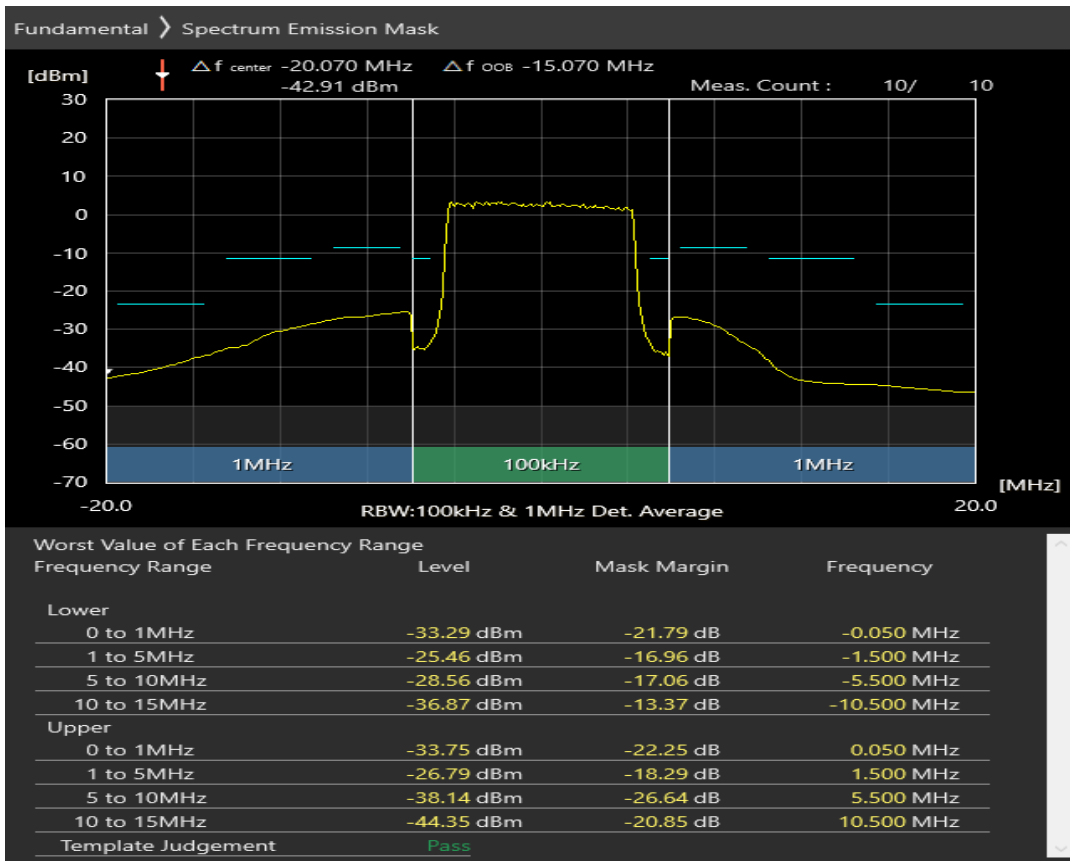 Fundamental ❭ Spectrum Emission Mask
[dBm] △f center -20.070 MHz △f OOB -15.070 MHz
-42.91 dBm Meas. Count : 10/ 10
30
20
10
0
-10
-20
-30
-40
-50
-60
1MHz 100kHz 1MHz
-70 [MHz]
-20.0 RBW:100kHz & 1MHz Det. Average 20.0
Worst Value of Each Frequency Range
Frequency Range Level Mask Margin Frequency
Lower
0 to 1MHz -33.29 dBm -21.79 dB -0.050 MHz
1 to 5MHz -25.46 dBm -16.96 dB -1.500 MHz
5 to 10MHz -28.56 dBm -17.06 dB -5.500 MHz
10 to 15MHz -36.87 dBm -13.37 dB -10.500 MHz
Upper
0 to 1MHz -33.75 dBm -22.25 dB 0.050 MHz
1 to 5MHz -26.79 dBm -18.29 dB 1.500 MHz
5 to 10MHz -38.14 dBm -26.64 dB 5.500 MHz
10 to 15MHz -44.35 dBm -20.85 dB 10.500 MHz
Template Judgement Pass